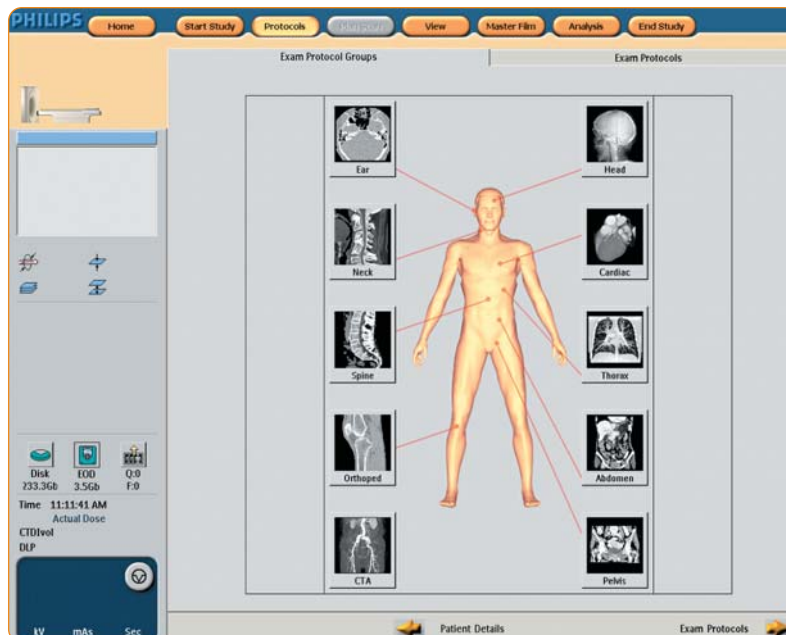 PHILIPS
Home
Start Study
Protocols
View
Master Film
Analysis
End Study
Exam Protocol Groups
Exam Protocols
Ear
Head
Neck
Cardiac
Spine
Thorax
Orthoped
Abdomen
CTA
Pelvis
Disk EOD Q:0
233.3Gb 3.5Gb F:0
Time 11:11:41 AM
Actual Dose
CTDIvol
DLP
kV mAs Sec
Patient Details
Exam Protocols